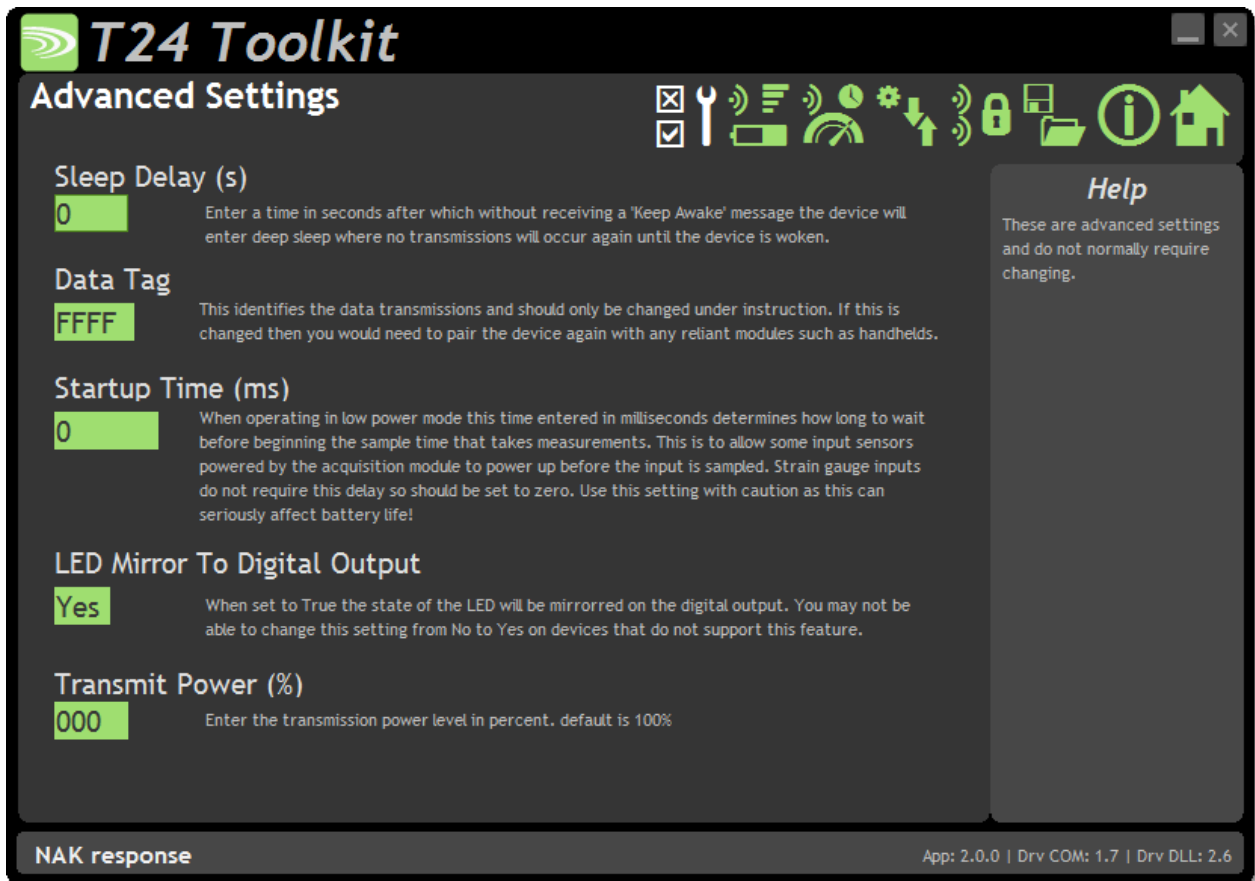 T24 Toolkit
Advanced Settings
Sleep Delay (s)
0
Enter a time in seconds after which without receiving a 'Keep Awake' message the device will
enter deep sleep where no transmissions will occur again until the device is woken.
Data Tag
FFFF
This identifies the data transmissions and should only be changed under instruction. If this is
changed then you would need to pair the device again with any reliant modules such as handhelds.
Startup Time (ms)
0
When operating in low power mode this time entered in milliseconds determines how long to wait
before beginning the sample time that takes measurements. This is to allow some input sensors
powered by the acquisition module to power up before the input is sampled. Strain gauge inputs
do not require this delay so should be set to zero. Use this setting with caution as this can
seriously affect battery life!
LED Mirror To Digital Output
Yes
When set to True the state of the LED will be mirrorred on the digital output. You may not be
able to change this setting from No to Yes on devices that do not support this feature.
Transmit Power (%)
000
Enter the transmission power level in percent. default is 100%
Help
These are advanced settings
and do not normally require
changing.
NAK response
App: 2.0.0 | Drv COM: 1.7 | Drv DLL: 2.6